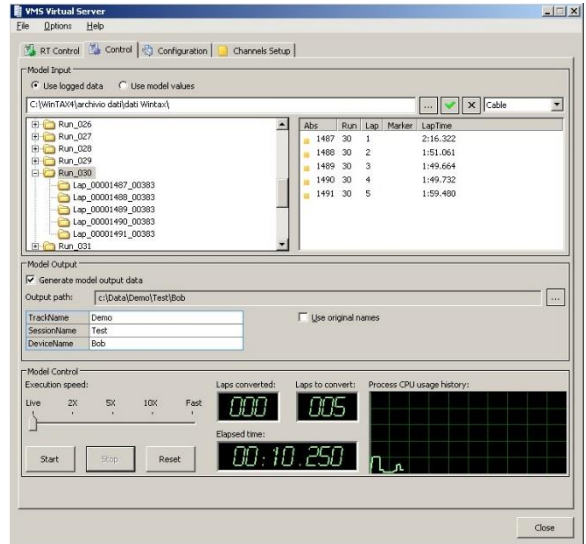 VMS Virtual Server
File Options Help
RT Control Control Configuration Channels Setup
Model Input
Use logged data Use model values
C:\WinTAX4\archivio dati\dati Wintax\ ... Cable
Run_026
Run_027
Run_028
Run_029
Run_030
Lap_00001487_00383
Lap_00001488_00383
Lap_00001489_00383
Lap_00001490_00383
Lap_00001491_00383
Run_031
Abs Run Lap Marker LapTime
1487 30 1 2:16.322
1488 30 2 1:51.061
1489 30 3 1:49.664
1490 30 4 1:49.732
1491 30 5 1:59.480
Model Output
Generate model output data
Output path: c:\Data\Demo\Test\Bob ...
TrackName Demo
SessionName Test
DeviceName Bob
Use original names
Model Control
Execution speed:
Live 2X 5X 10X Fast
Start Stop Reset
Laps converted: Laps to convert:
000 005
Elapsed time:
00:10.250
Process CPU usage history:
Close